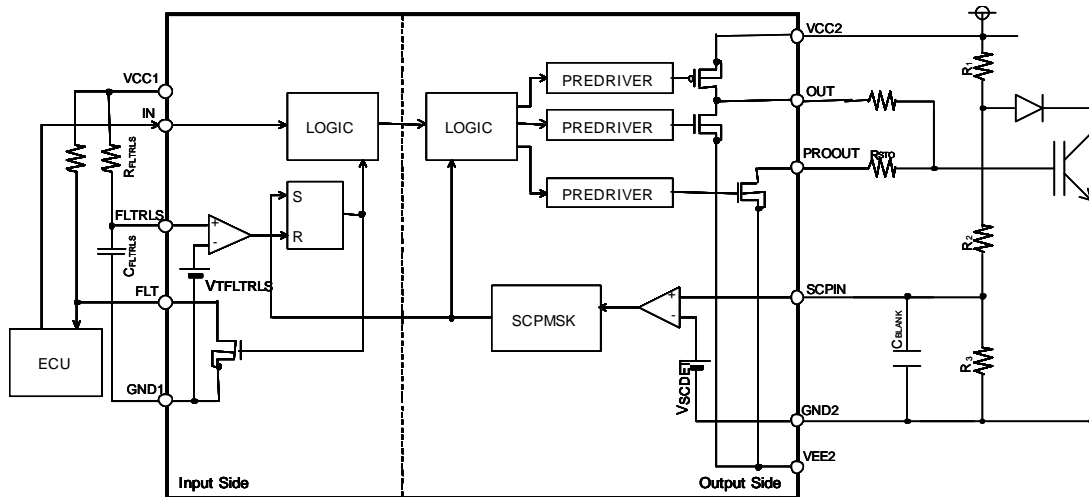 VCC2
VCC1
R1
PREDRIVER
OUT
IN
LOGIC
LOGIC
PREDRIVER
RFLTRLS
PROOUT
RSTO
S
PREDRIVER
FLTRLS
+
R
R2
-
CFLTRLS
VTFLTRLS
FLT
SCPIN
+
SCPMSK
-
CBLANK
ECU
R3
VSCDET
GND1
GND2
VEE2
Input Side
Output Side